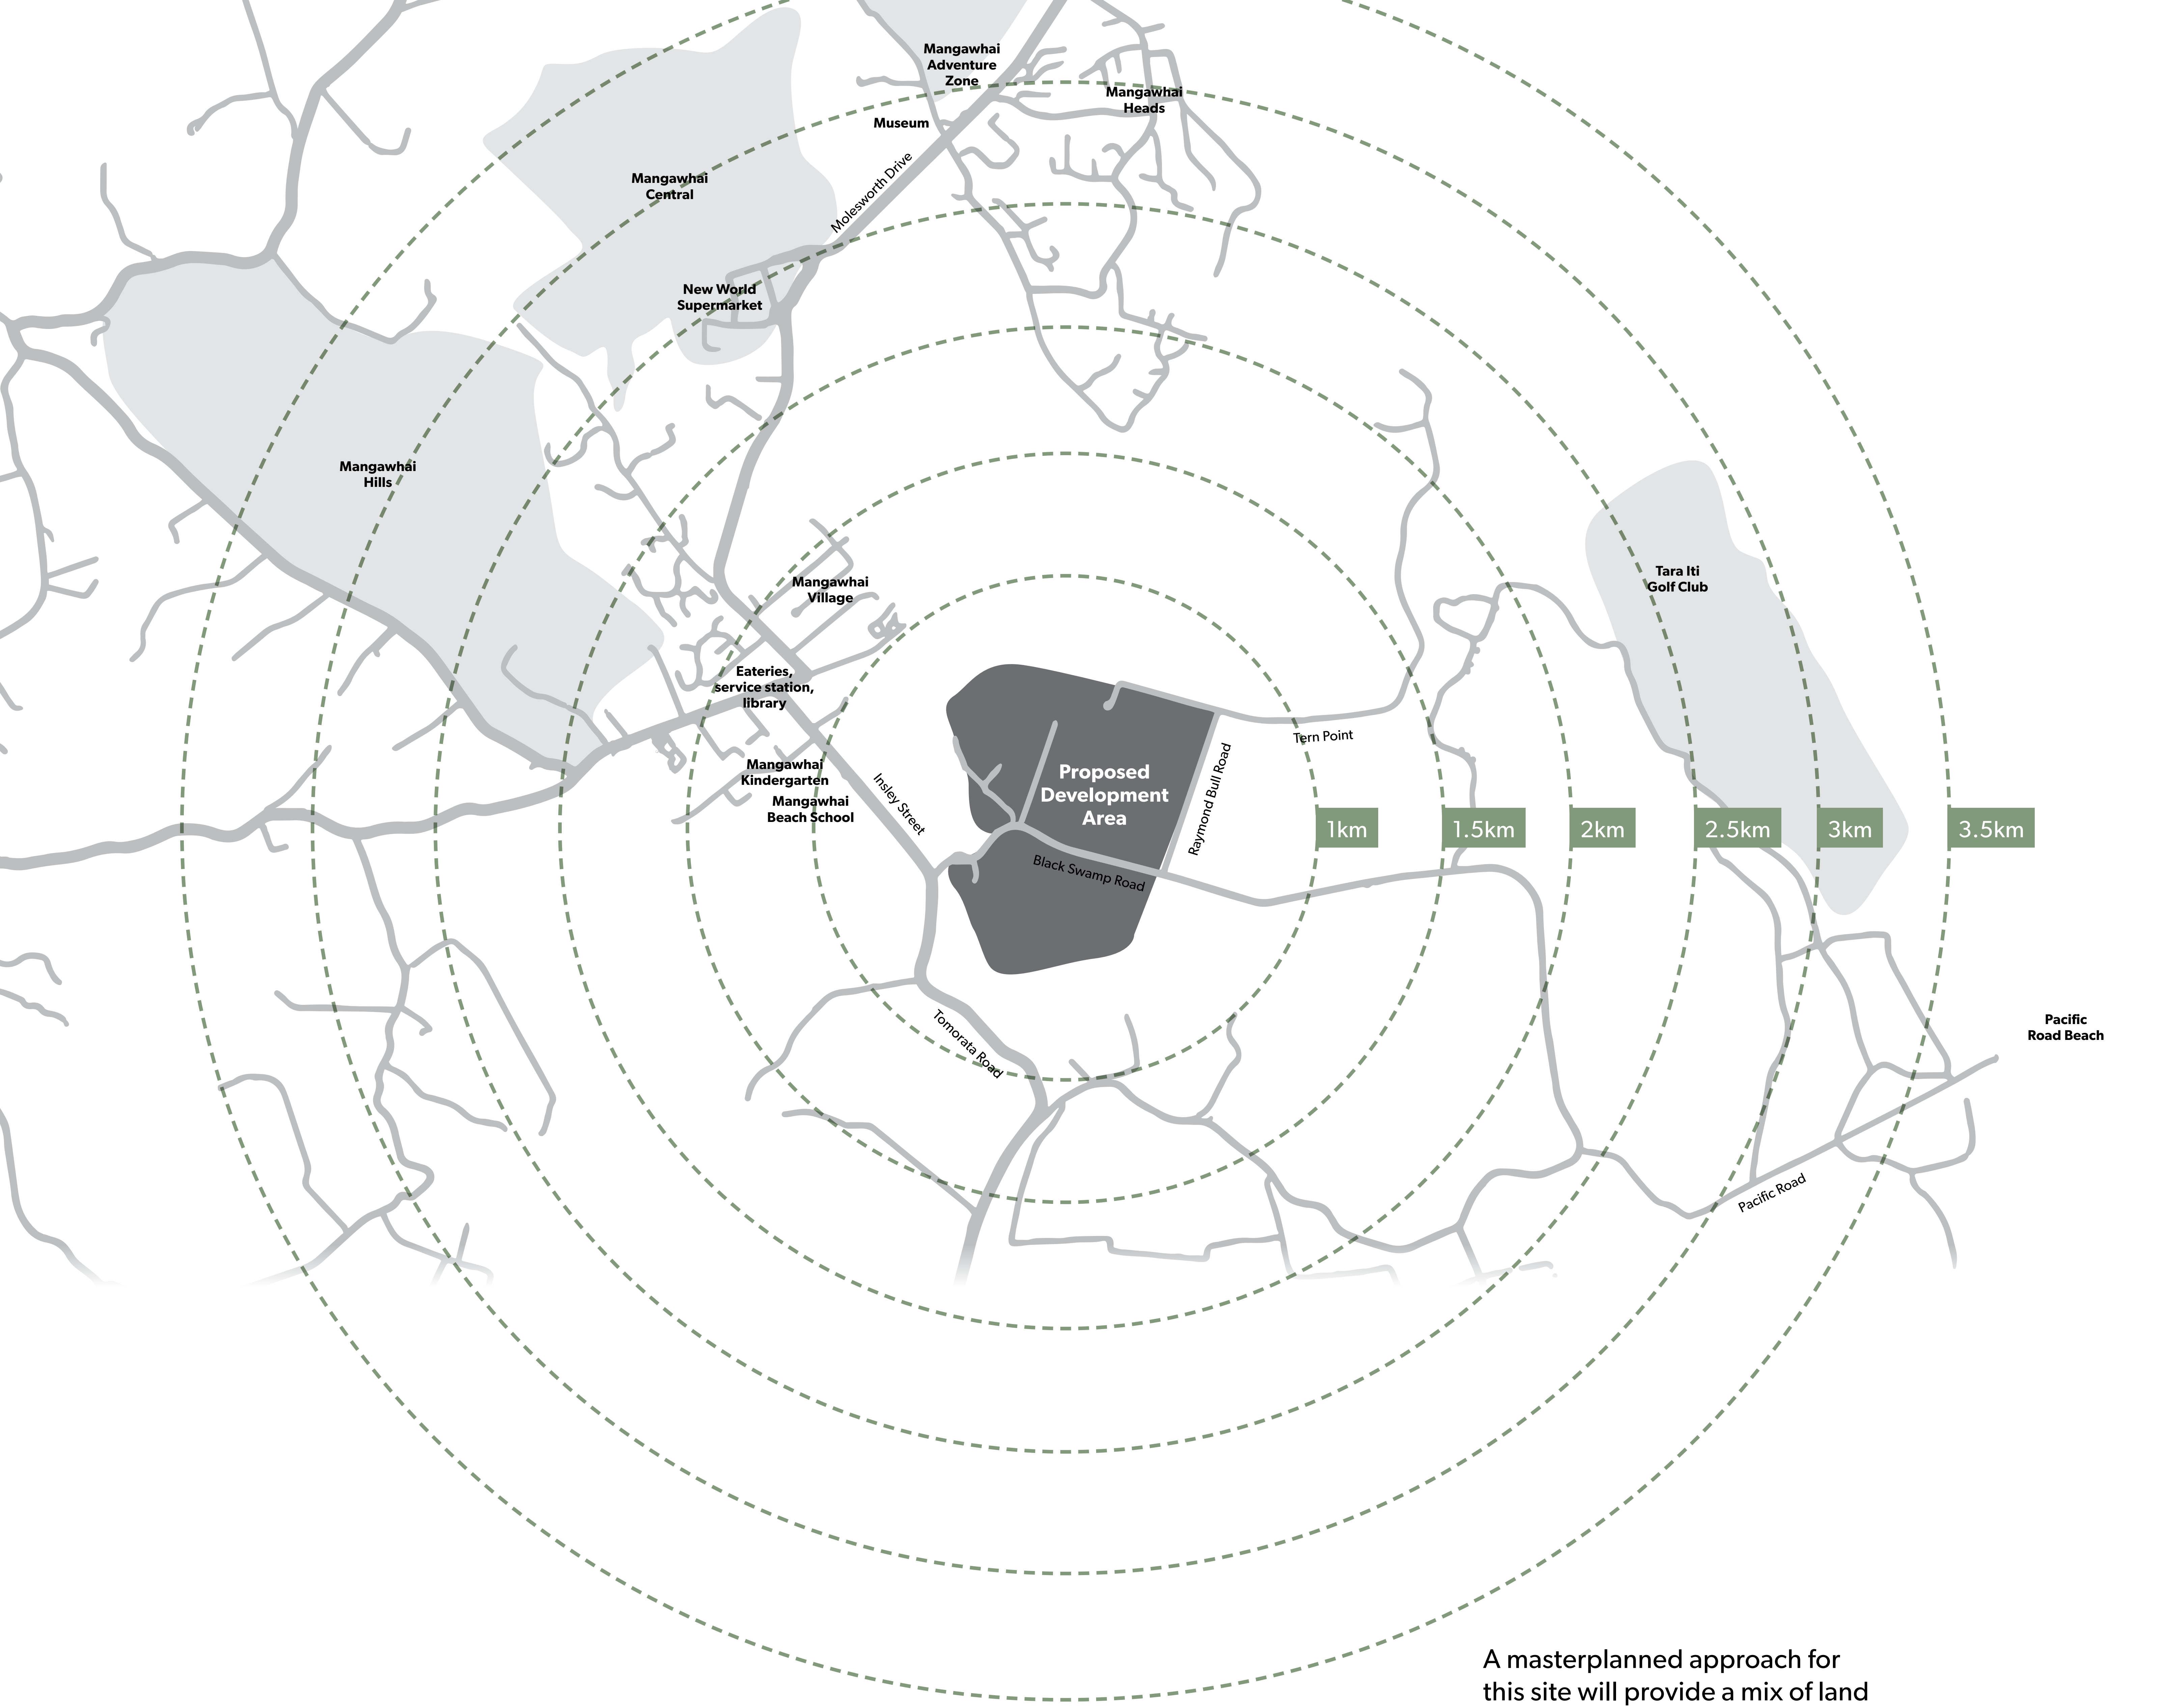 Mangawhai
Adventure
Zone
Mangawhai
Heads
Museum
Molesworth Drive
Mangawhai
Central
New World
Supermarket
Mangawhai
Hills
Tara Iti
Golf Club
Mangawhai
Village
Eateries,
service station,
library
Tern Point
Mangawhai
Kindergarten
Mangawhai
Beach School
Insley Street
Proposed
Development
Area
Raymond Bull Road
Black Swamp Road
1km
1.5km
2km
2.5km
3km
3.5km
Tomorata Road
Pacific
Road Beach
Pacific Road
A masterplanned approach for
this site will provide a mix of land